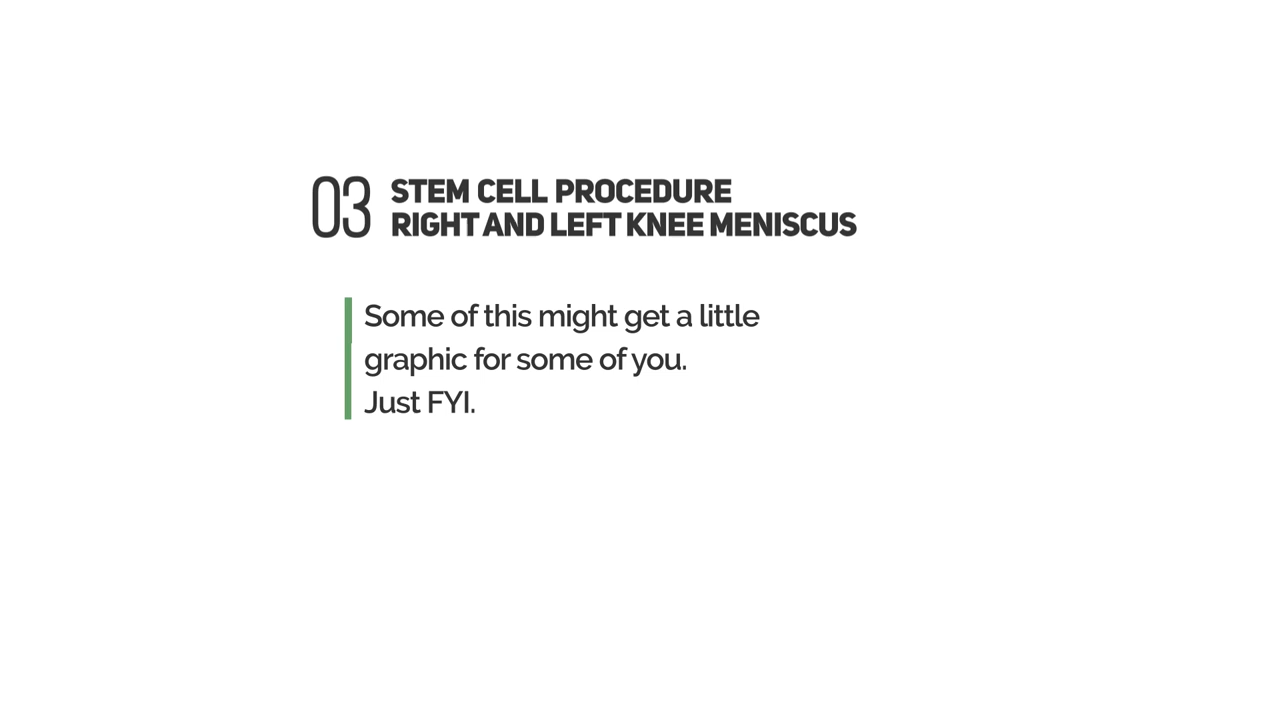 03 STEM CELL PROCEDURE
RIGHT AND LEFT KNEE MENISCUS
Some of this might get a little
graphic for some of you.
Just FYI.